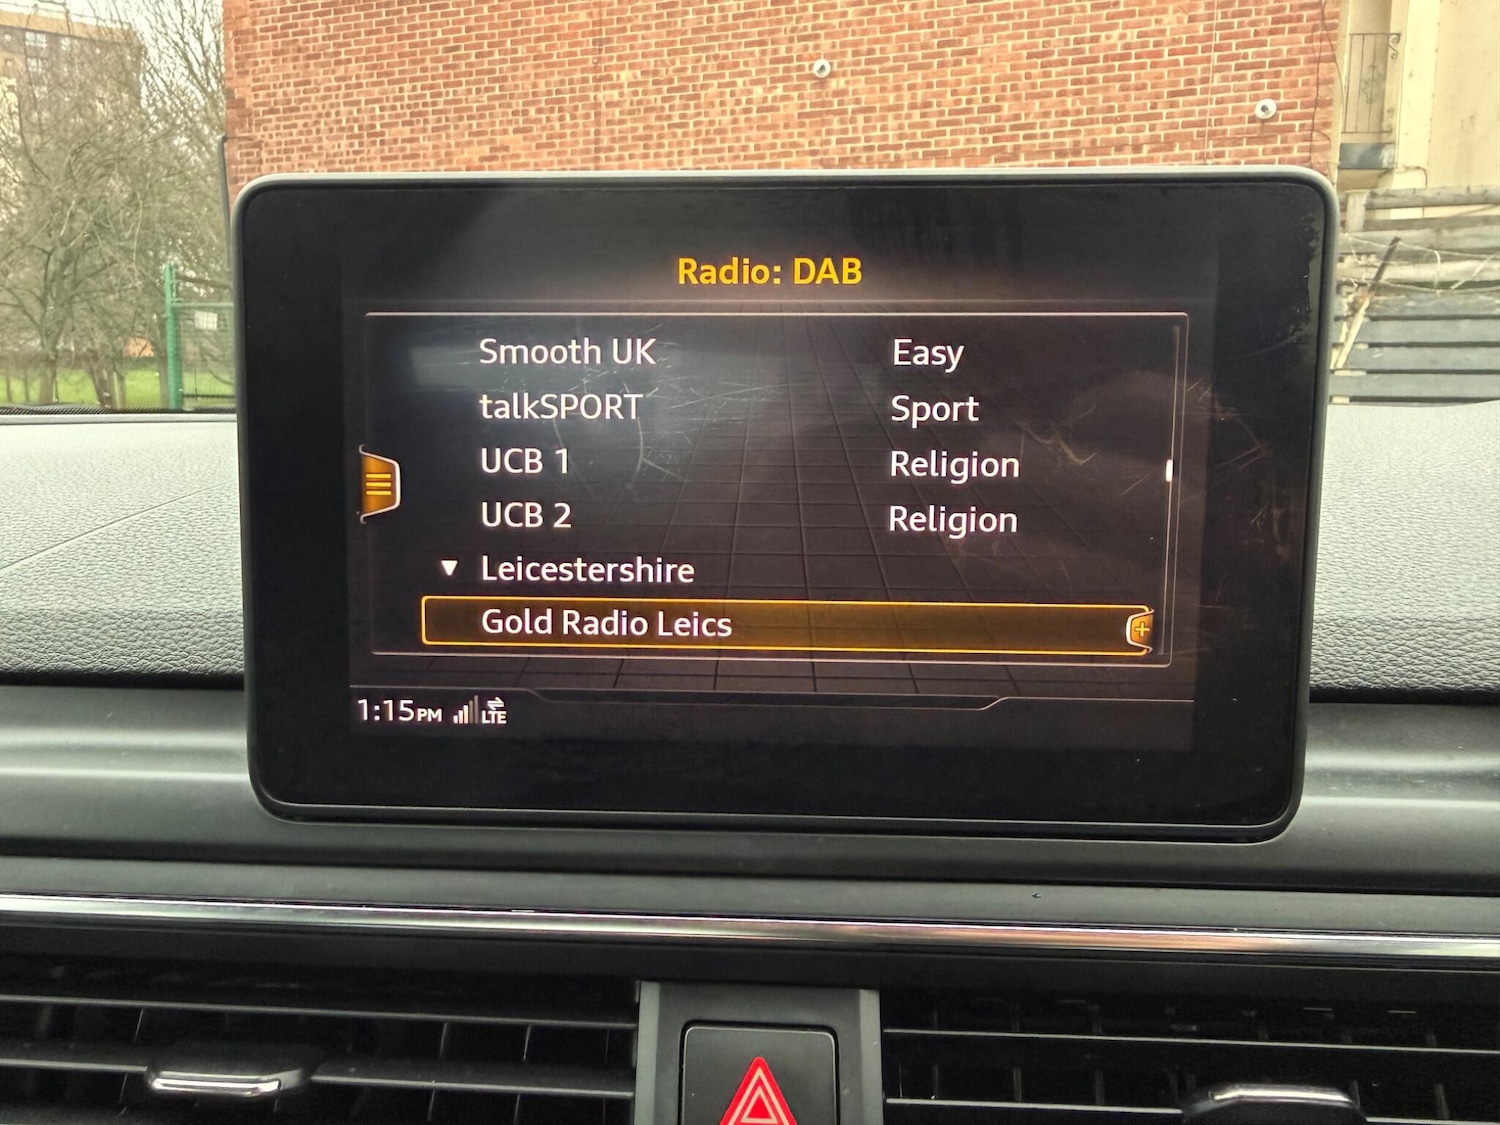 Radio: DAB
Smooth UK Easy
talkSPORT Sport
UCB 1 Religion
UCB 2 Religion
Leicestershire
Gold Radio Leics
1:15PM LTE